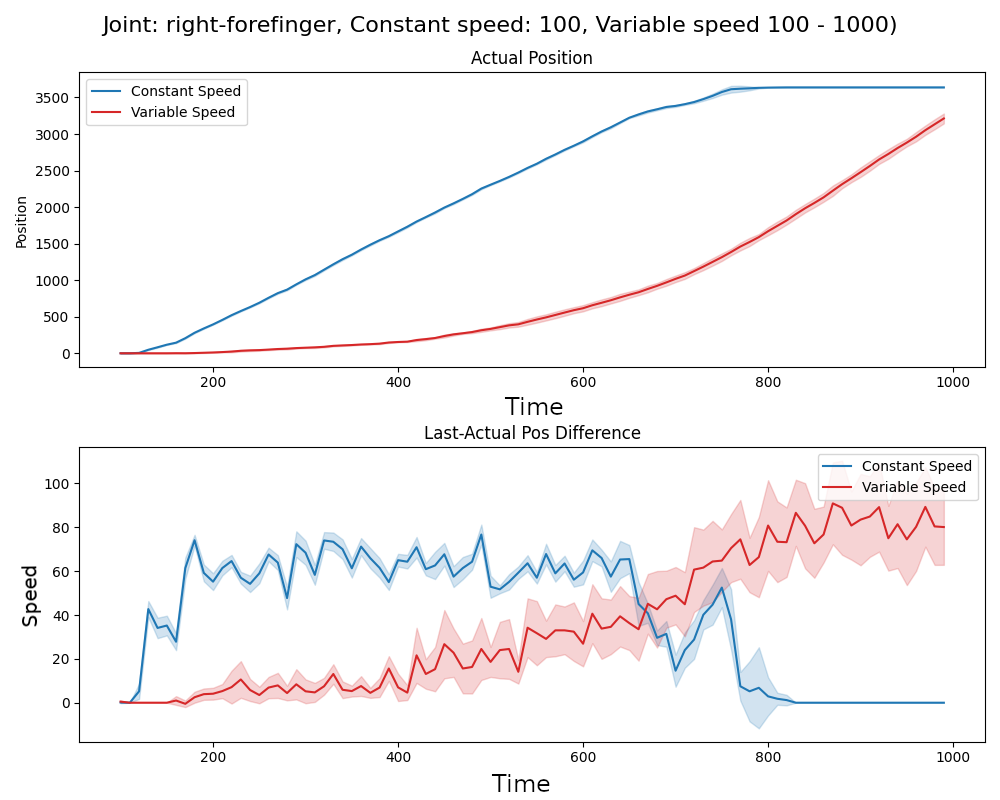 Joint: right-forefinger, Constant speed: 100, Variable speed 100 - 1000)
Actual Position
Constant Speed
Variable Speed
Position
3500
3000
2500
2000
1500
1000
500
0
200 400 600 800 1000
Time
Last-Actual Pos Difference
Constant Speed
Variable Speed
Speed
100
80
60
40
20
0
200 400 600 800 1000
Time